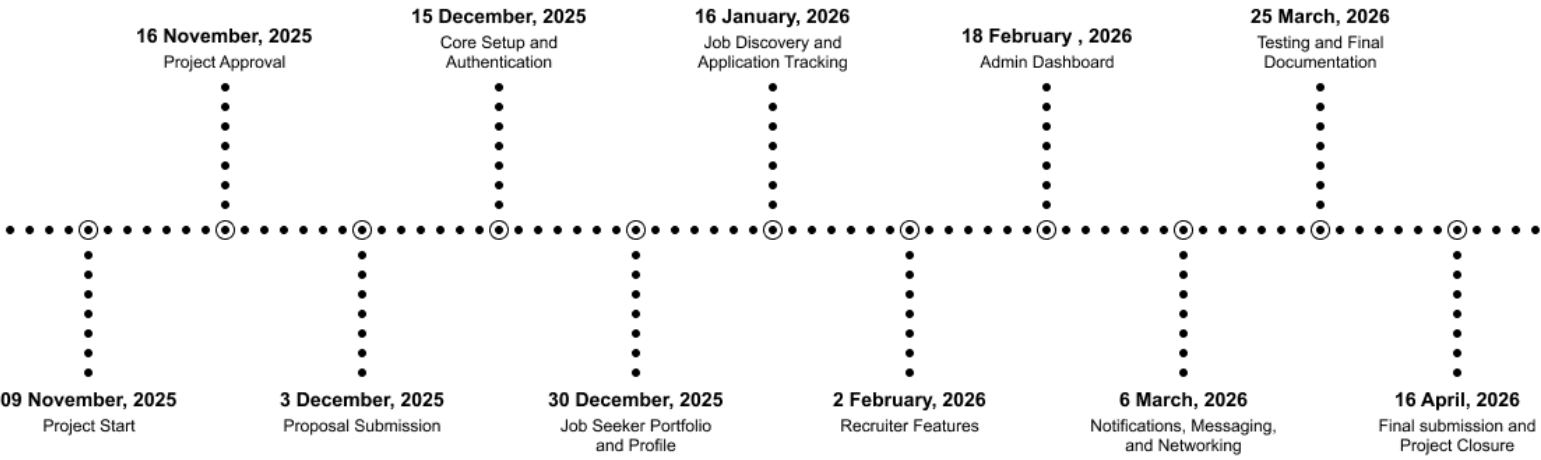 15 December, 2025
Core Setup and
Authentication
16 January, 2026
Job Discovery and
Application Tracking
25 March, 2026
Testing and Final
Documentation
16 November, 2025
Project Approval
18 February , 2026
Admin Dashboard
09 November, 2025
Project Start
3 December, 2025
Proposal Submission
30 December, 2025
Job Seeker Portfolio
and Profile
2 February, 2026
Recruiter Features
6 March, 2026
Notifications, Messaging,
and Networking
16 April, 2026
Final submission and
Project Closure